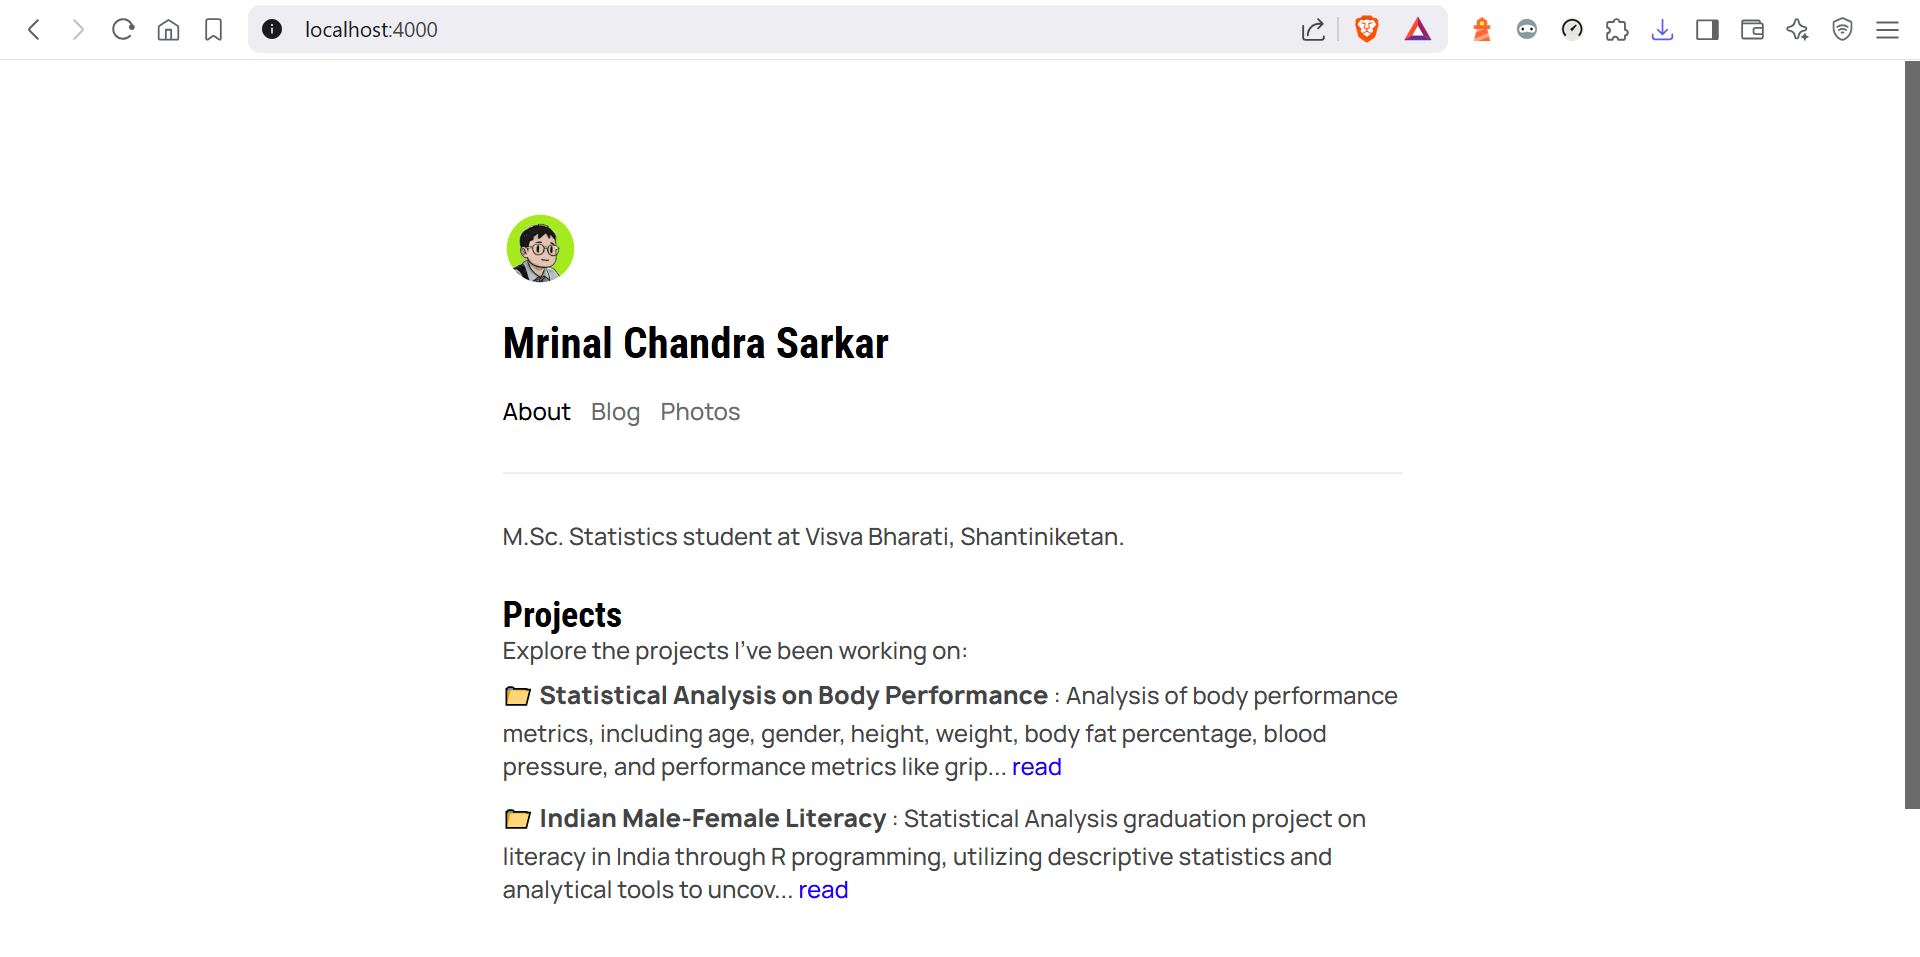 localhost:4000
Mrinal Chandra Sarkar
About Blog Photos
M.Sc. Statistics student at Visva Bharati, Shantiniketan.
Projects
Explore the projects I’ve been working on:
Statistical Analysis on Body Performance : Analysis of body performance
metrics, including age, gender, height, weight, body fat percentage, blood
pressure, and performance metrics like grip... read
Indian Male-Female Literacy : Statistical Analysis graduation project on
literacy in India through R programming, utilizing descriptive statistics and
analytical tools to uncov... read